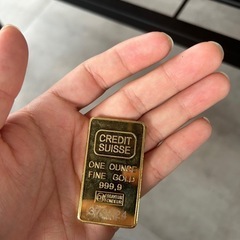 CREDIT
SUISSE
ONE OUNCE
FINE GOLD
999,9